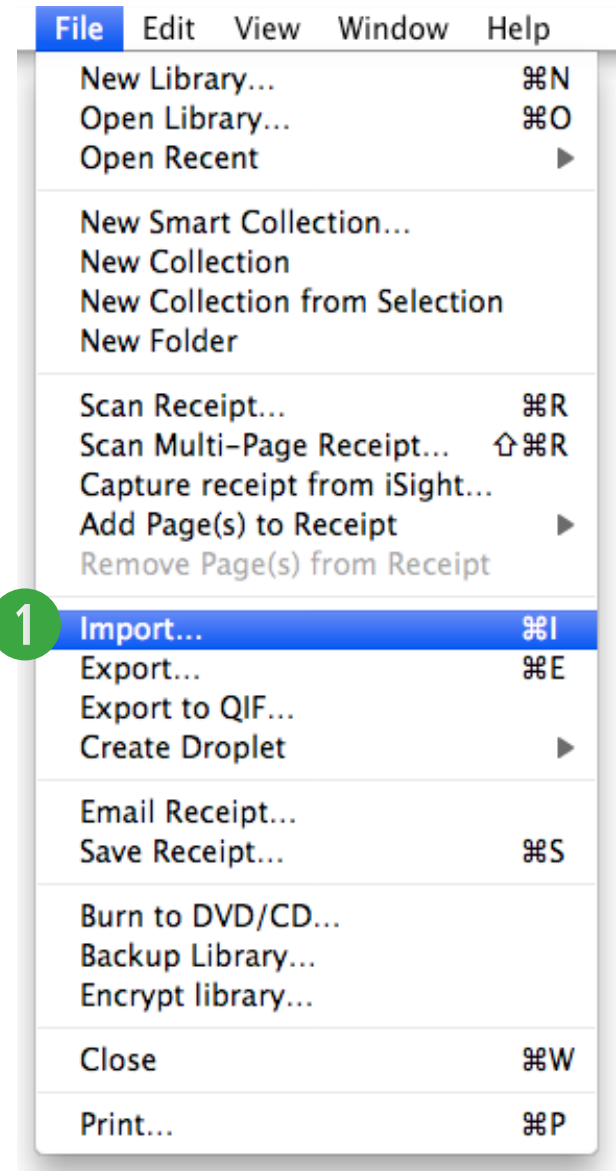 File Edit View Window Help
New Library... ⌘N
Open Library... ⌘O
Open Recent ▶
New Smart Collection...
New Collection
New Collection from Selection
New Folder
Scan Receipt... ⌘R
Scan Multi-Page Receipt... ⇧⌘R
Capture receipt from iSight...
Add Page(s) to Receipt ▶
Remove Page(s) from Receipt
1 Import... ⌘I
Export... ⌘E
Export to QIF...
Create Droplet ▶
Email Receipt...
Save Receipt... ⌘S
Burn to DVD/CD...
Backup Library...
Encrypt library...
Close ⌘W
Print... ⌘P